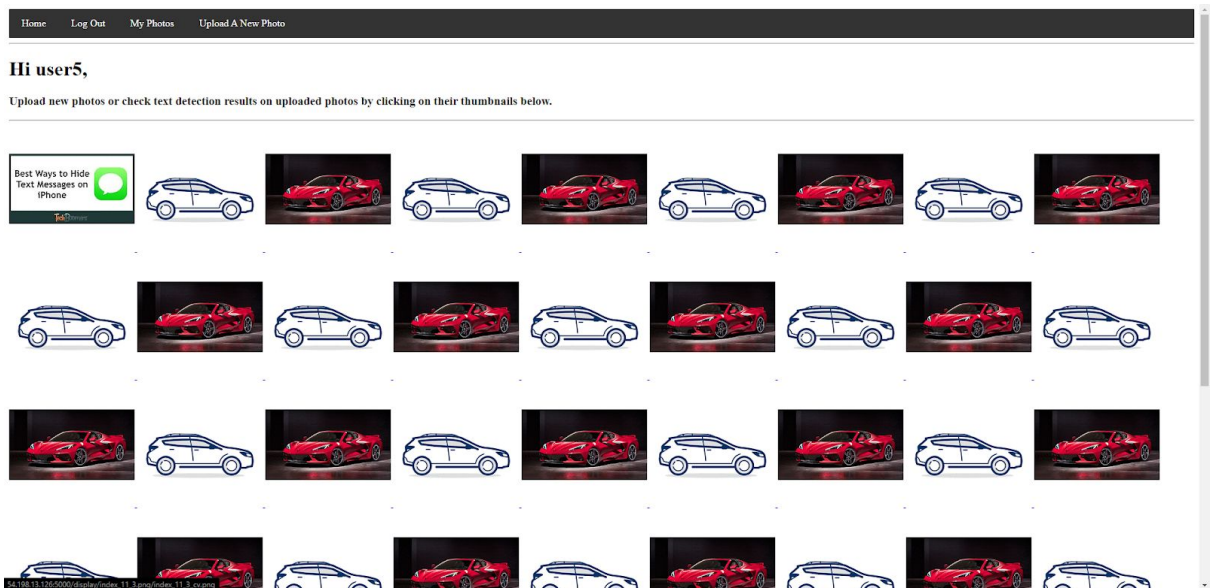 Home Log Out My Photos Upload A New Photo
Hi user5,
Upload new photos or check text detection results on uploaded photos by clicking on their thumbnails below.
Best Ways to Hide
Text Messages on
iPhone
54.198.13.126:5000/display/index_11_3.png/index_11_3_cv.png